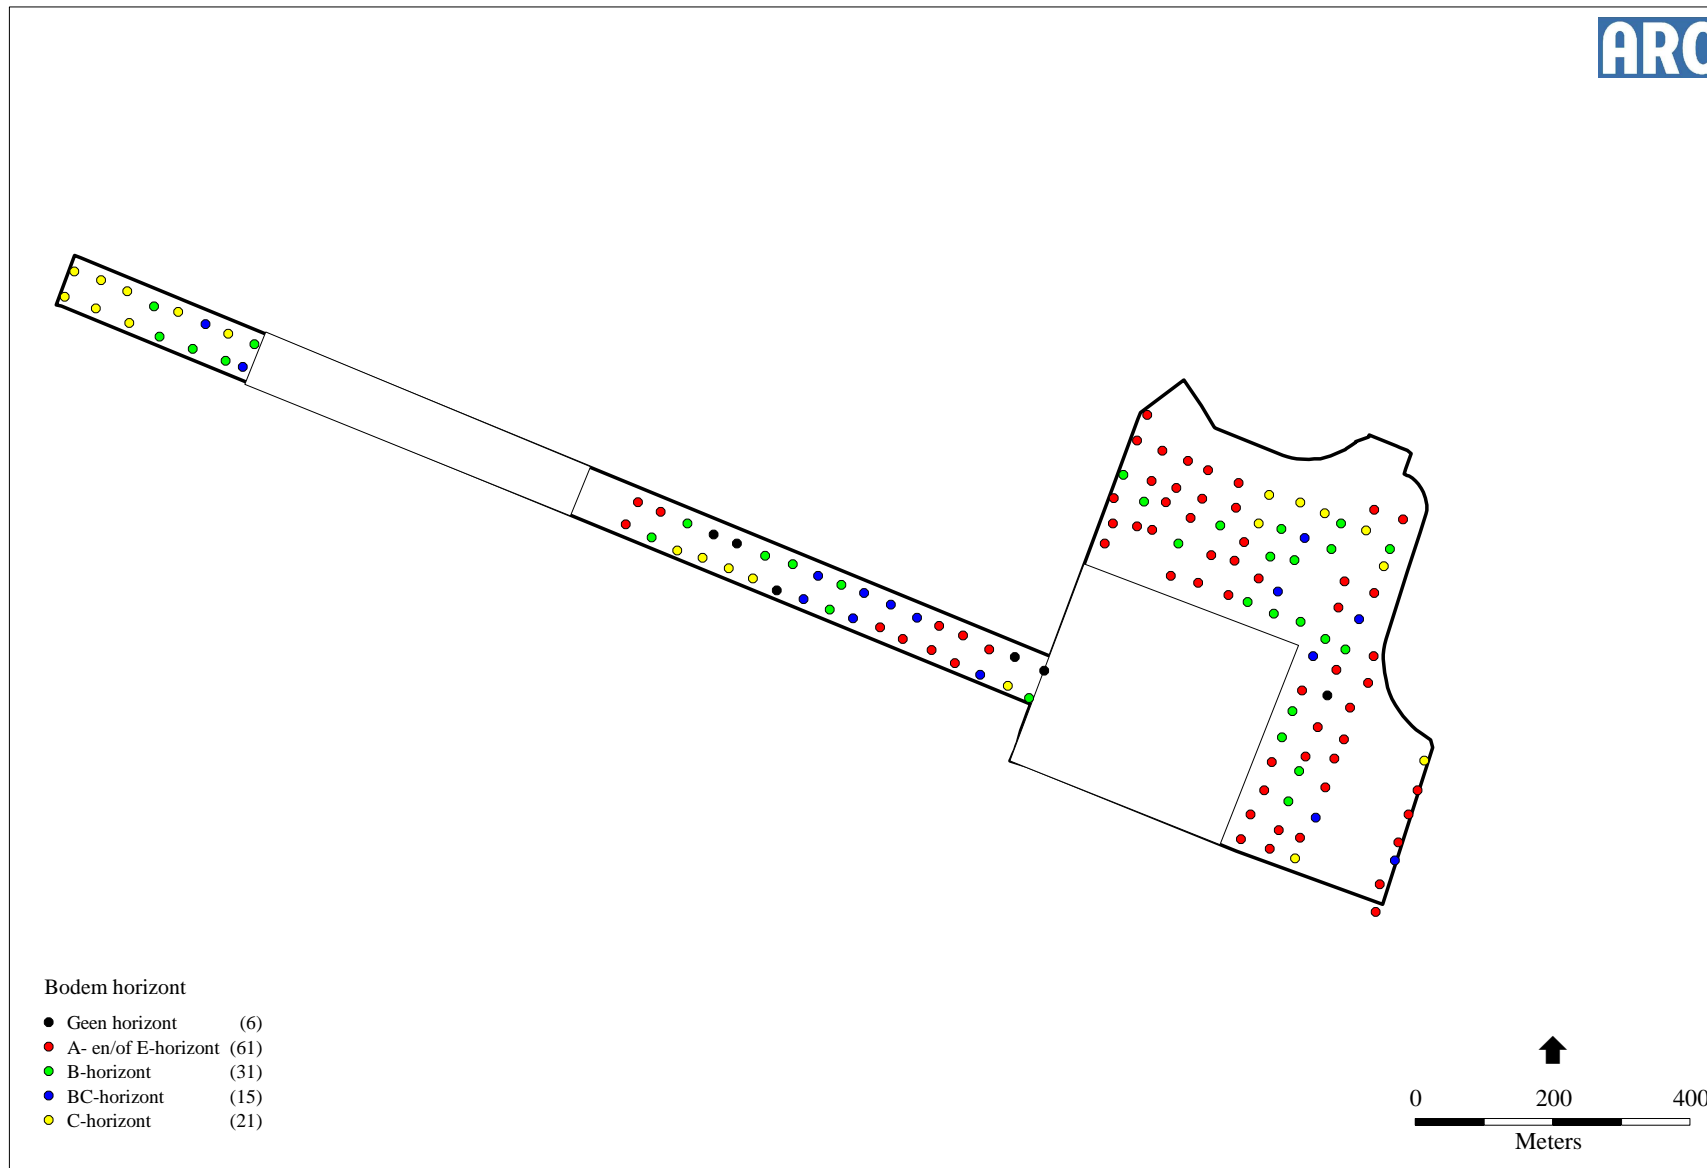 ARC
Bodem horizont
Geen horizont (6)
A- en/of E-horizont (61)
B-horizont (31)
BC-horizont (15)
C-horizont (21)
0 200 400
Meters